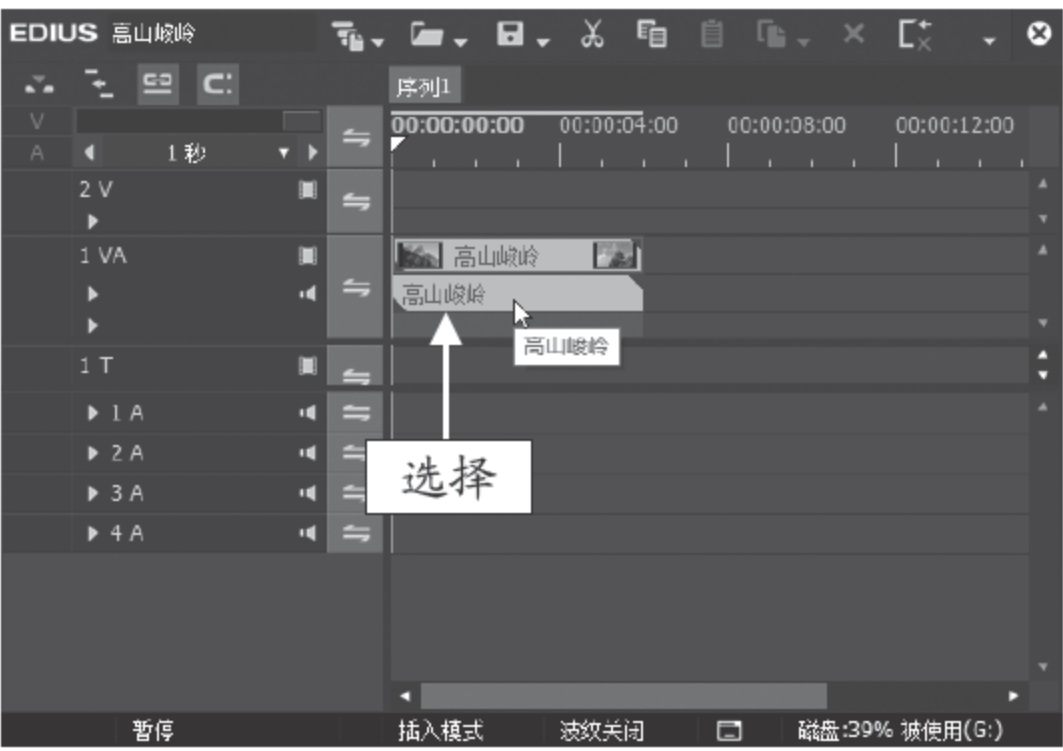 EDIUS 高山峻岭
序列1
V
A
1秒
00:00:00:00 00:00:04:00 00:00:08:00 00:00:12:00
2 V
1 VA
高山峻岭
高山峻岭
高山峻岭
1 T
1 A
选择
2 A
3 A
4 A
暂停 插入模式 波纹关闭 磁盘:39% 被使用(G:)